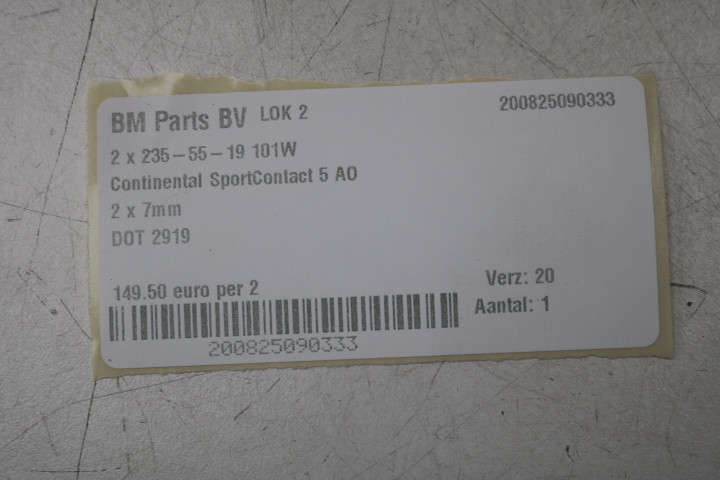 BM Parts BV LOK 2 200825090333
2 x 235-55-19 101W
Continental SportContact 5 AO
2 x 7mm
DOT 2919
149.50 euro per 2 Verz: 20
Aantal: 1
200825090333